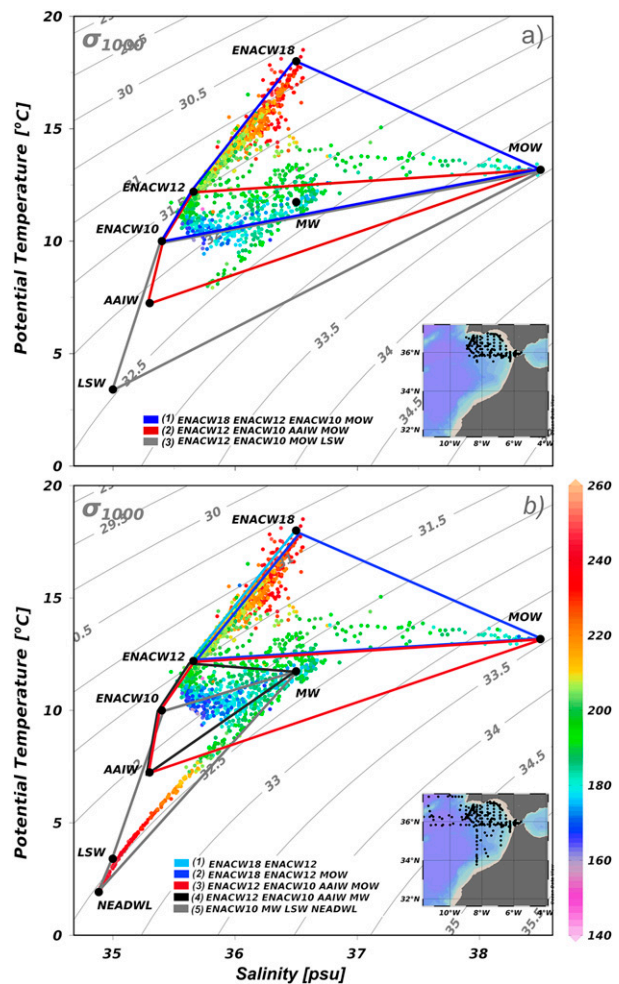 20
15
10
5
0
Potential Temperature [°C]
σ1000
a)
30
30.5
31.5
32.5
33.5
34
34.5
ENACW18
MOW
ENACW12
ENACW10
MW
AAIW
LSW
(1) ENACW18 ENACW12 ENACW10 MOW
(2) ENACW12 ENACW10 AAIW MOW
(3) ENACW12 ENACW10 MOW LSW
36°N
34°N
32°N
10°W 8°W 6°W 4°W
20
15
10
5
0
Potential Temperature [°C]
σ1000
b)
29.5
30
31.5
0.5
32.5
33
33.5
34
34.5
35
35.5
ENACW18
MOW
ENACW12
ENACW10
MW
AAIW
LSW
NEADWL
(1) ENACW18 ENACW12
(2) ENACW18 ENACW12 MOW
(3) ENACW12 ENACW10 AAIW MOW
(4) ENACW12 ENACW10 AAIW MW
(5) ENACW10 MW LSW NEADWL
36°N
34°N
32°N
10°W 8°W 6°W 4°W
35 36 37 38
Salinity [psu]
260
240
220
200
180
160
140